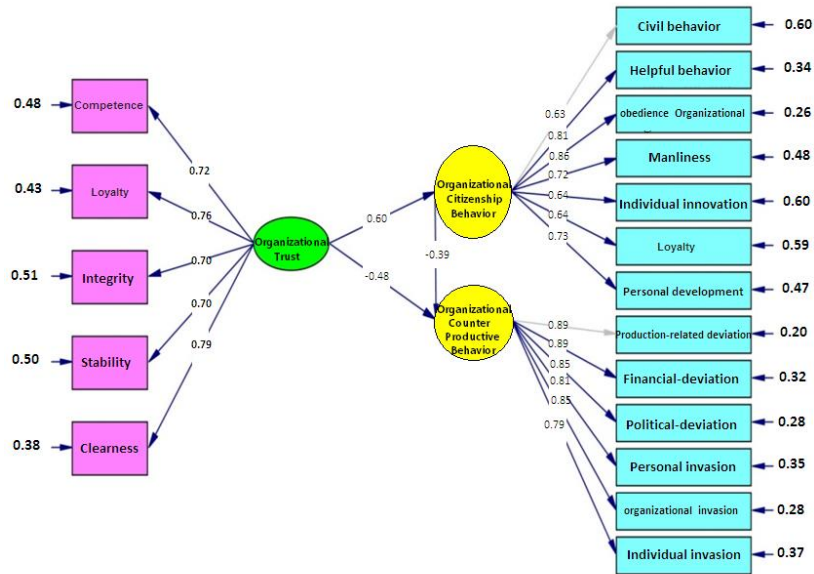 Civil behavior
0.60
Helpful behavior
0.34
obedience Organizational
0.26
Manliness
0.48
Individual innovation
0.60
Loyalty
0.59
Personal development
0.47
Production-related deviation
0.20
Financial-deviation
0.32
Political-deviation
0.28
Personal invasion
0.35
organizational invasion
0.28
Individual invasion
0.37
0.63
0.81
0.86
0.72
0.64
0.64
0.73
0.89
0.89
0.85
0.81
0.85
0.79
Organizational
Citizenship
Behavior
-0.39
Organizational
Counter
Productive
Behavior
0.60
-0.48
Organizational
Trust
0.72
0.76
0.70
0.70
0.79
0.48
Competence
0.43
Loyalty
0.51
Integrity
0.50
Stability
0.38
Clearness